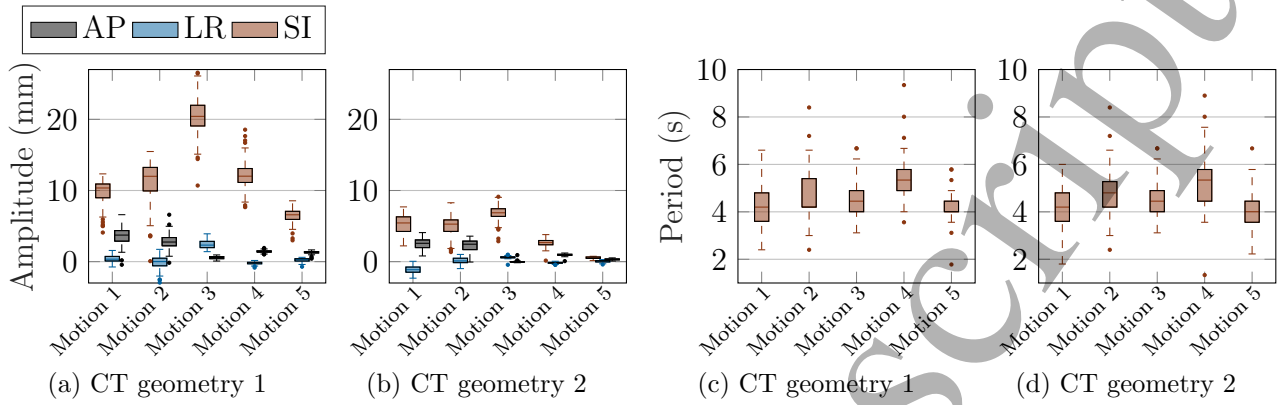 AP LR SI
Amplitude (mm)
20
10
0
Motion 1
Motion 2
Motion 3
Motion 4
Motion 5
(a) CT geometry 1
20
10
0
Motion 1
Motion 2
Motion 3
Motion 4
Motion 5
(b) CT geometry 2
Period (s)
10
8
6
4
2
Motion 1
Motion 2
Motion 3
Motion 4
Motion 5
(c) CT geometry 1
10
8
6
4
2
Motion 1
Motion 2
Motion 3
Motion 4
Motion 5
(d) CT geometry 2
script